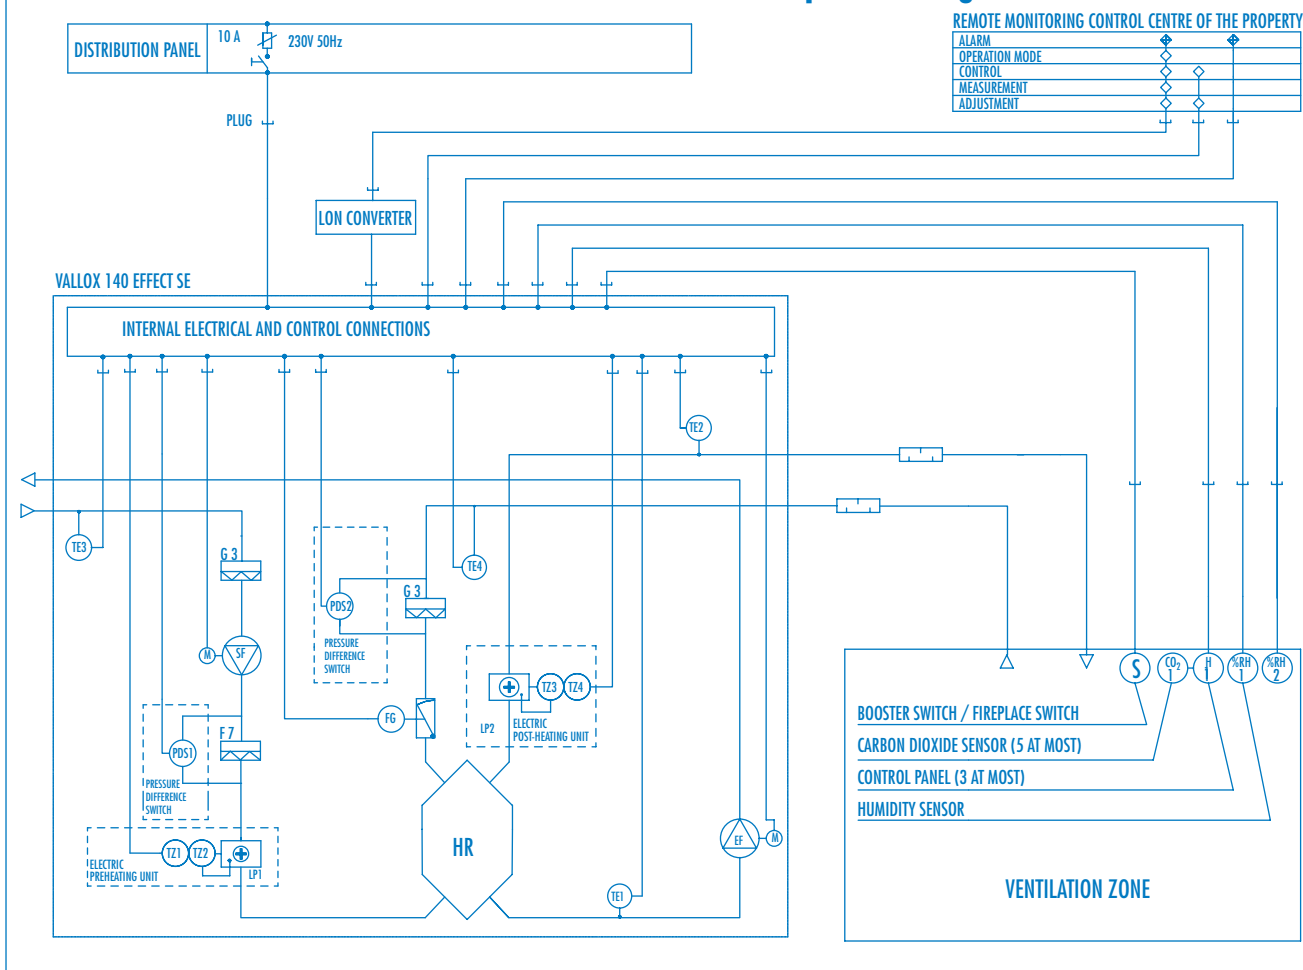 REMOTE MONITORING CONTROL CENTRE OF THE PROPERTY
ALARM
OPERATION MODE
CONTROL
MEASUREMENT
ADJUSTMENT
DISTRIBUTION PANEL
10 A
230V 50Hz
PLUG
LON CONVERTER
VALLOX 140 EFFECT SE
INTERNAL ELECTRICAL AND CONTROL CONNECTIONS
TE2
TE3
G 3
TE4
G 3
PDS2
PRESSURE
DIFFERENCE
SWITCH
M
SF
TZ3
TZ4
LP2
ELECTRIC
POST-HEATING UNIT
FG
F 7
PDS1
PRESSURE
DIFFERENCE
SWITCH
TZ1
TZ2
LP1
ELECTRIC
PREHEATING UNIT
HR
EF
M
TE1
S
CO2
1
H
1
%RH
1
%RH
2
BOOSTER SWITCH / FIREPLACE SWITCH
CARBON DIOXIDE SENSOR (5 AT MOST)
CONTROL PANEL (3 AT MOST)
HUMIDITY SENSOR
VENTILATION ZONE